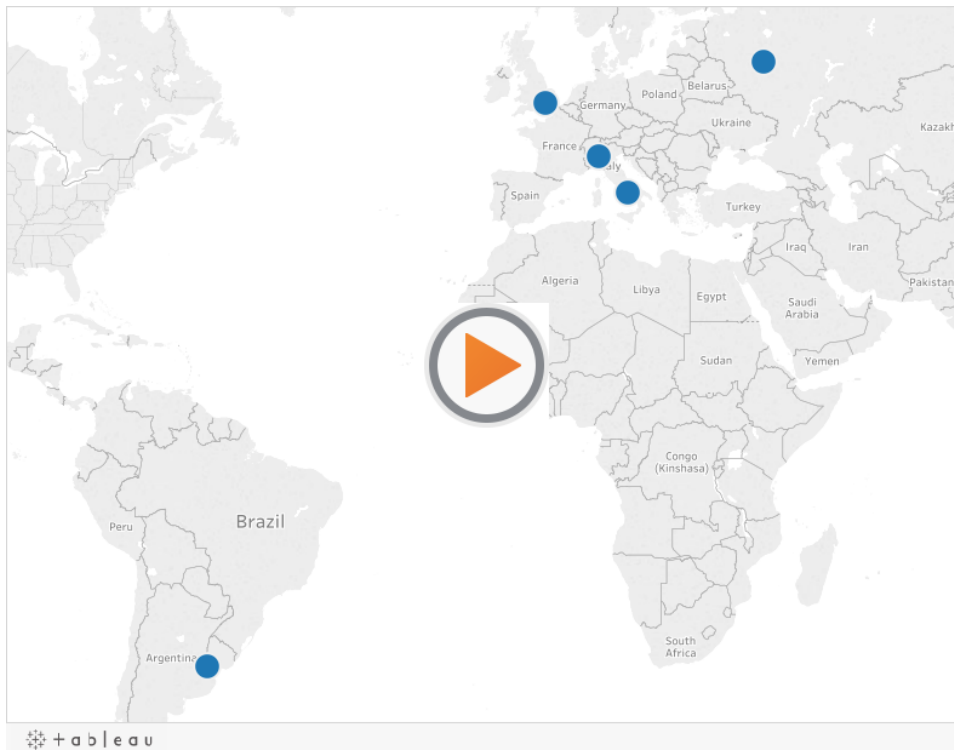 Germany
Poland
Belarus
Ukraine
Kazakh
France
aly
Spain
Turkey
Iraq
Iran
Pakistan
Algeria
Libya
Egypt
Saudi
Arabia
Sudan
Yemen
Congo
(Kinshasa)
Brazil
Peru
Argentina
South
Africa
+ a b l e a u